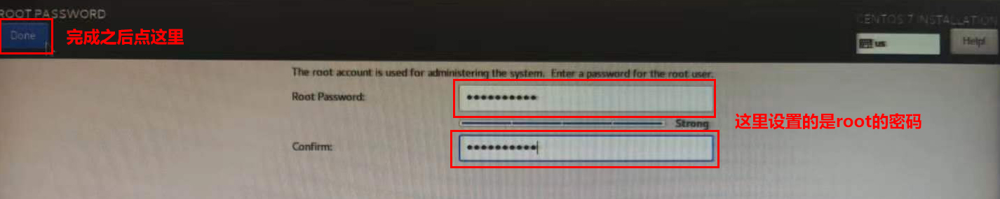 ROOT PASSWORD
CENTOS 7 INSTALLATION
Done
完成之后点这里
us
Help!
The root account is used for administering the system. Enter a password for the root user.
Root Password:
••••••••••
这里设置的是root的密码
Strong
Confirm:
••••••••••